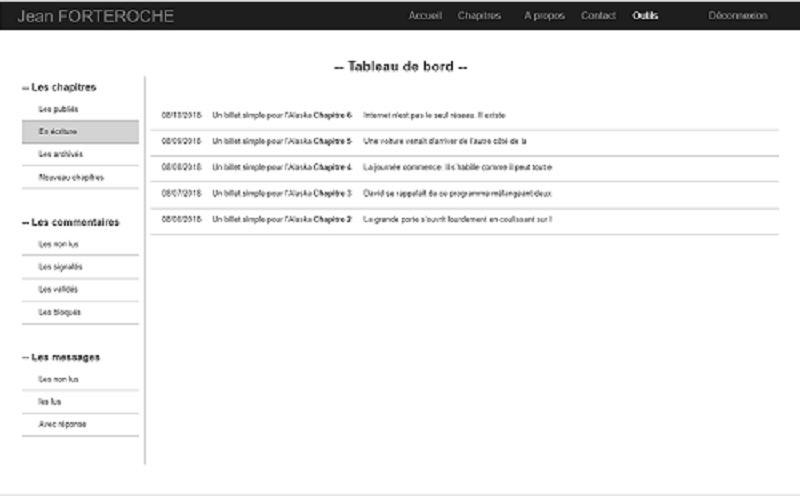 Jean FORTEROCHE
Accueil Chapitres A propos Contact Outils Déconnexion
-- Tableau de bord --
-- Les chapitres
Les publiés
En écriture
Les archivés
Nouveau chapitres
08/10/2018 Un billet simple pour l'Alaska Chapitre 6 Internet n'est pas le seul réseau. Il existe
08/09/2018 Un billet simple pour l'Alaska Chapitre 5 Une voiture venait d'arriver de l'autre côté de la
08/08/2018 Un billet simple pour l'Alaska Chapitre 4 La journée commence. Ils'habille comme il peut toute
08/07/2018 Un billet simple pour l'Alaska Chapitre 3 David se rappelait de ce programme mélangeant deux
08/06/2018 Un billet simple pour l'Alaska Chapitre 2 La grande porte s'ouvrit lourdement en coulissant sur l
-- Les commentaires
Les non lus
Les signalés
Les validés
Les bloqués
-- Les messages
Les non lus
les lus
Avec réponse